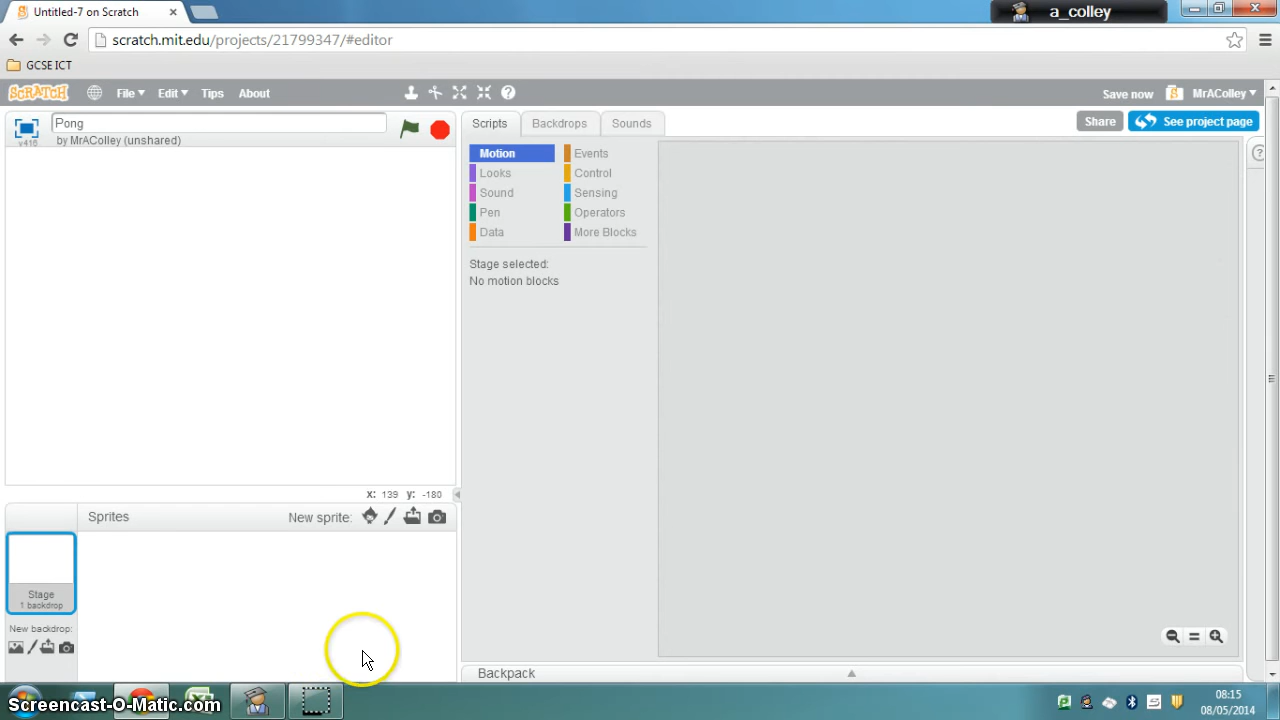 Untitled-7 on Scratch
a_colley
scratch.mit.edu/projects/21799347/#editor
GSCE ICT
SCRATCH
File
Edit
Tips
About
Save now
MrAColley
Pong
v416
by MrAColley (unshared)
Scripts
Backdrops
Sounds
Share
See project page
Motion
Events
Looks
Control
Sound
Sensing
Pen
Operators
Data
More Blocks
Stage selected:
No motion blocks
x: 139 y: -180
Sprites
New sprite:
Stage
1 backdrop
New backdrop:
Backpack
Screencast-O-Matic.com
08:15
08/05/2014